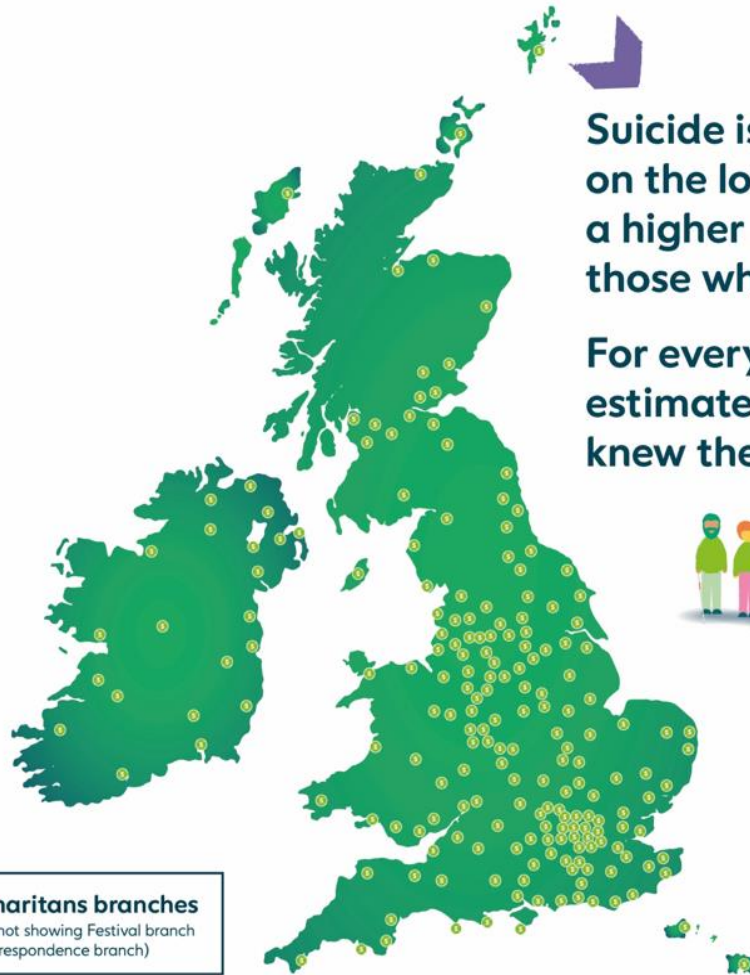 Suicide is
on the lo
a higher
those wh
For every
estimate
knew the
naritans branches
not showing Festival branch
respondence branch)